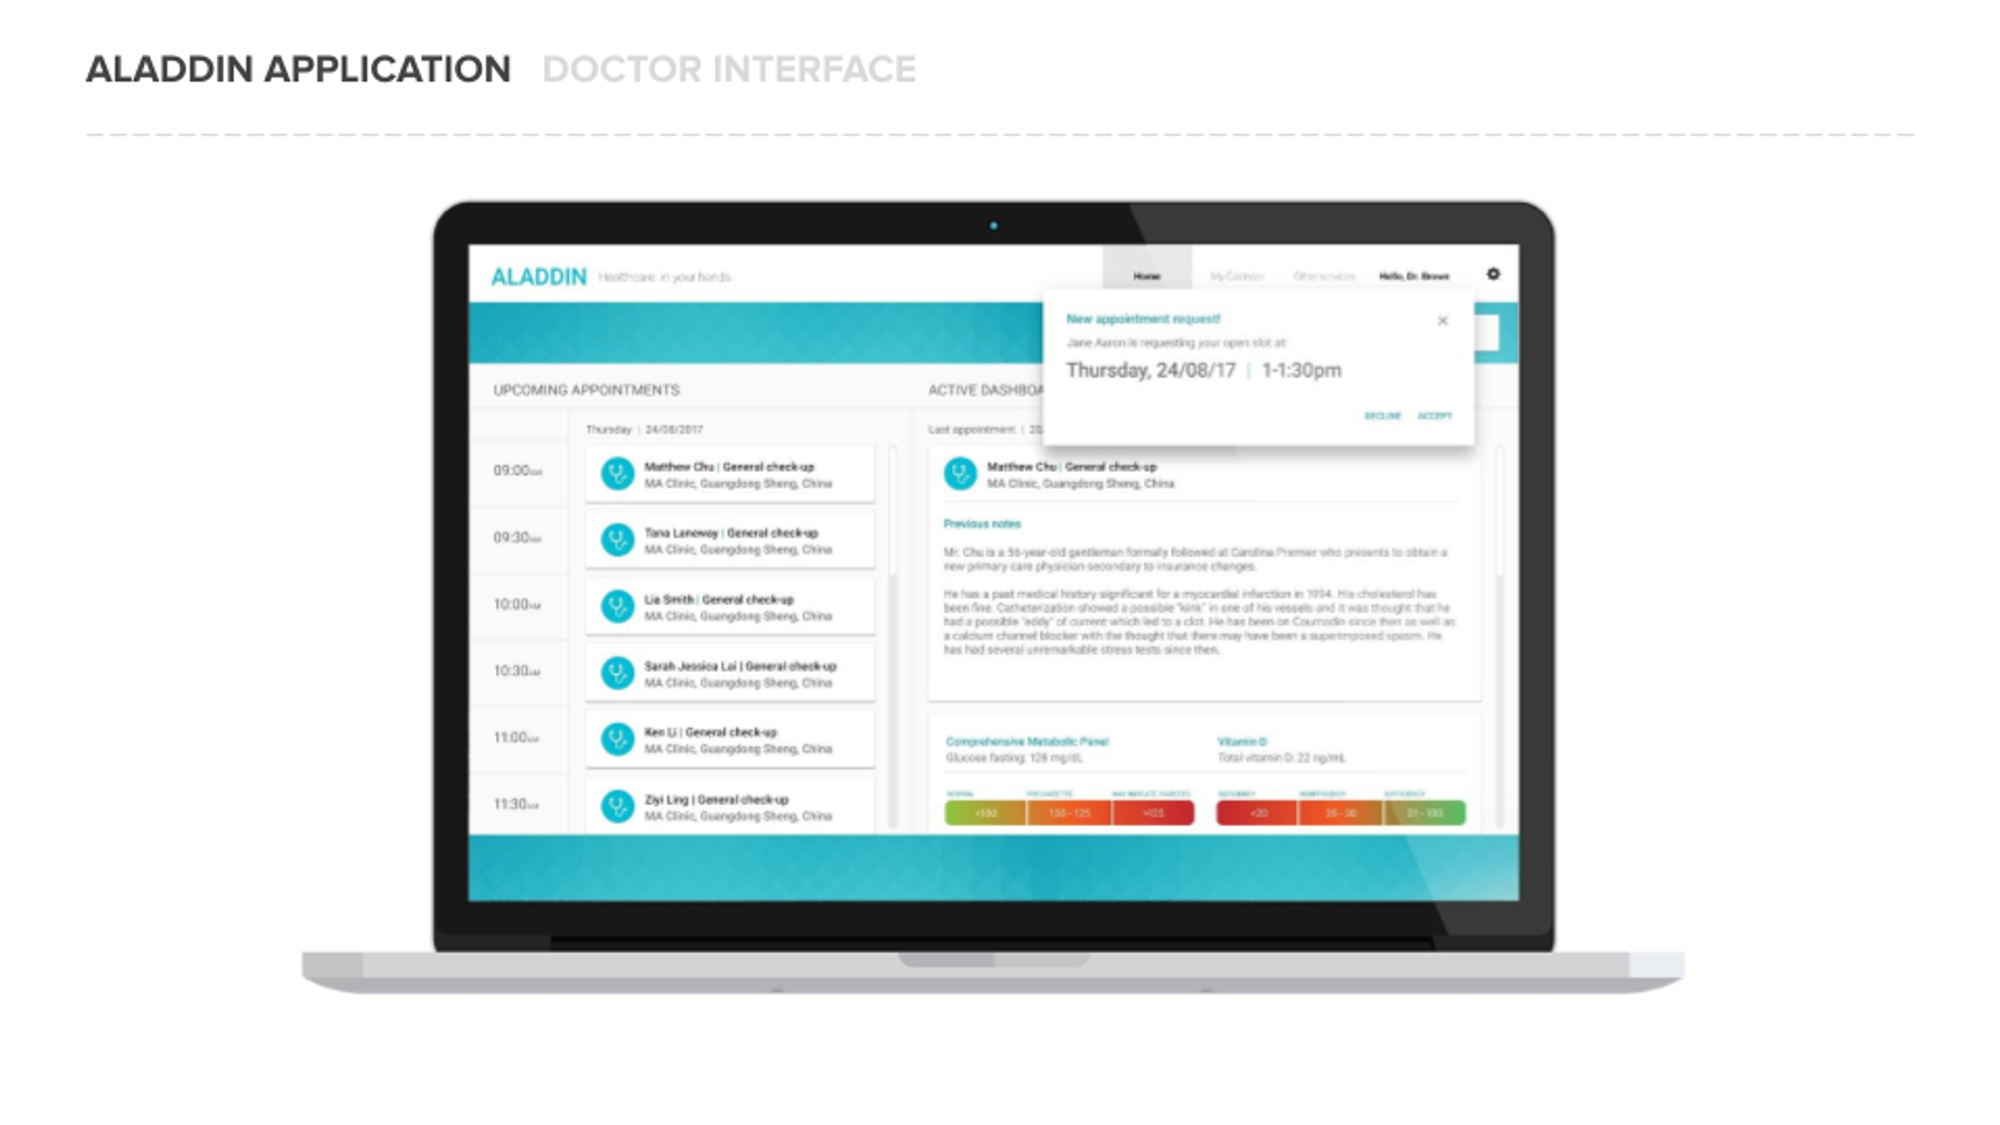 ALADDIN APPLICATION DOCTOR INTERFACE
ALADDIN Healthcare. in your hands.
Home My Calendar Other services Hello, Dr. Brown
New appointment request!
Jane Aaron is requesting your open slot at:
Thursday, 24/08/17 | 1-1:30pm
DECLINE ACCEPT
UPCOMING APPOINTMENTS
Thursday | 24/08/2017
09:00AM
Matthew Chu | General check-up
MA Clinic, Guangdong Sheng, China
09:30AM
Tana Laneway | General check-up
MA Clinic, Guangdong Sheng, China
10:00AM
Lia Smith | General check-up
MA Clinic, Guangdong Sheng, China
10:30AM
Sarah Jessica Lai | General check-up
MA Clinic, Guangdong Sheng, China
11:00AM
Ken Li | General check-up
MA Clinic, Guangdong Sheng, China
11:30AM
Ziyi Ling | General check-up
MA Clinic, Guangdong Sheng, China
ACTIVE DASHBOA
Last appointment | 20
Matthew Chu | General check-up
MA Clinic, Guangdong Sheng, China
Previous notes
Mr. Chu is a 56-year-old gentleman formally followed at Carolina Premier who presents to obtain a
new primary care physician secondary to insurance changes.
He has a past medical history significant for a myocardial infarction in 1994. His cholesterol has
been fine. Catheterization showed a possible "kink" in one of his vessels and it was thought that he
had a possible "eddy" of current which led to a clot. He has been on Coumadin since then as well as
a calcium channel blocker with the thought that there may have been a superimposed spasm. He
has had several unremarkable stress tests since then.
Comprehensive Metabolic Panel
Glucose fasting: 128 mg/dL
NORMAL PRE-DIABETES MAY INDICATE DIABETES
<100 100 - 125 >125
Vitamin D
Total vitamin D: 22 ng/mL
DEFICIENCY INSUFFICIENCY SUFFICIENCY
<20 20 - 30 31 - 100